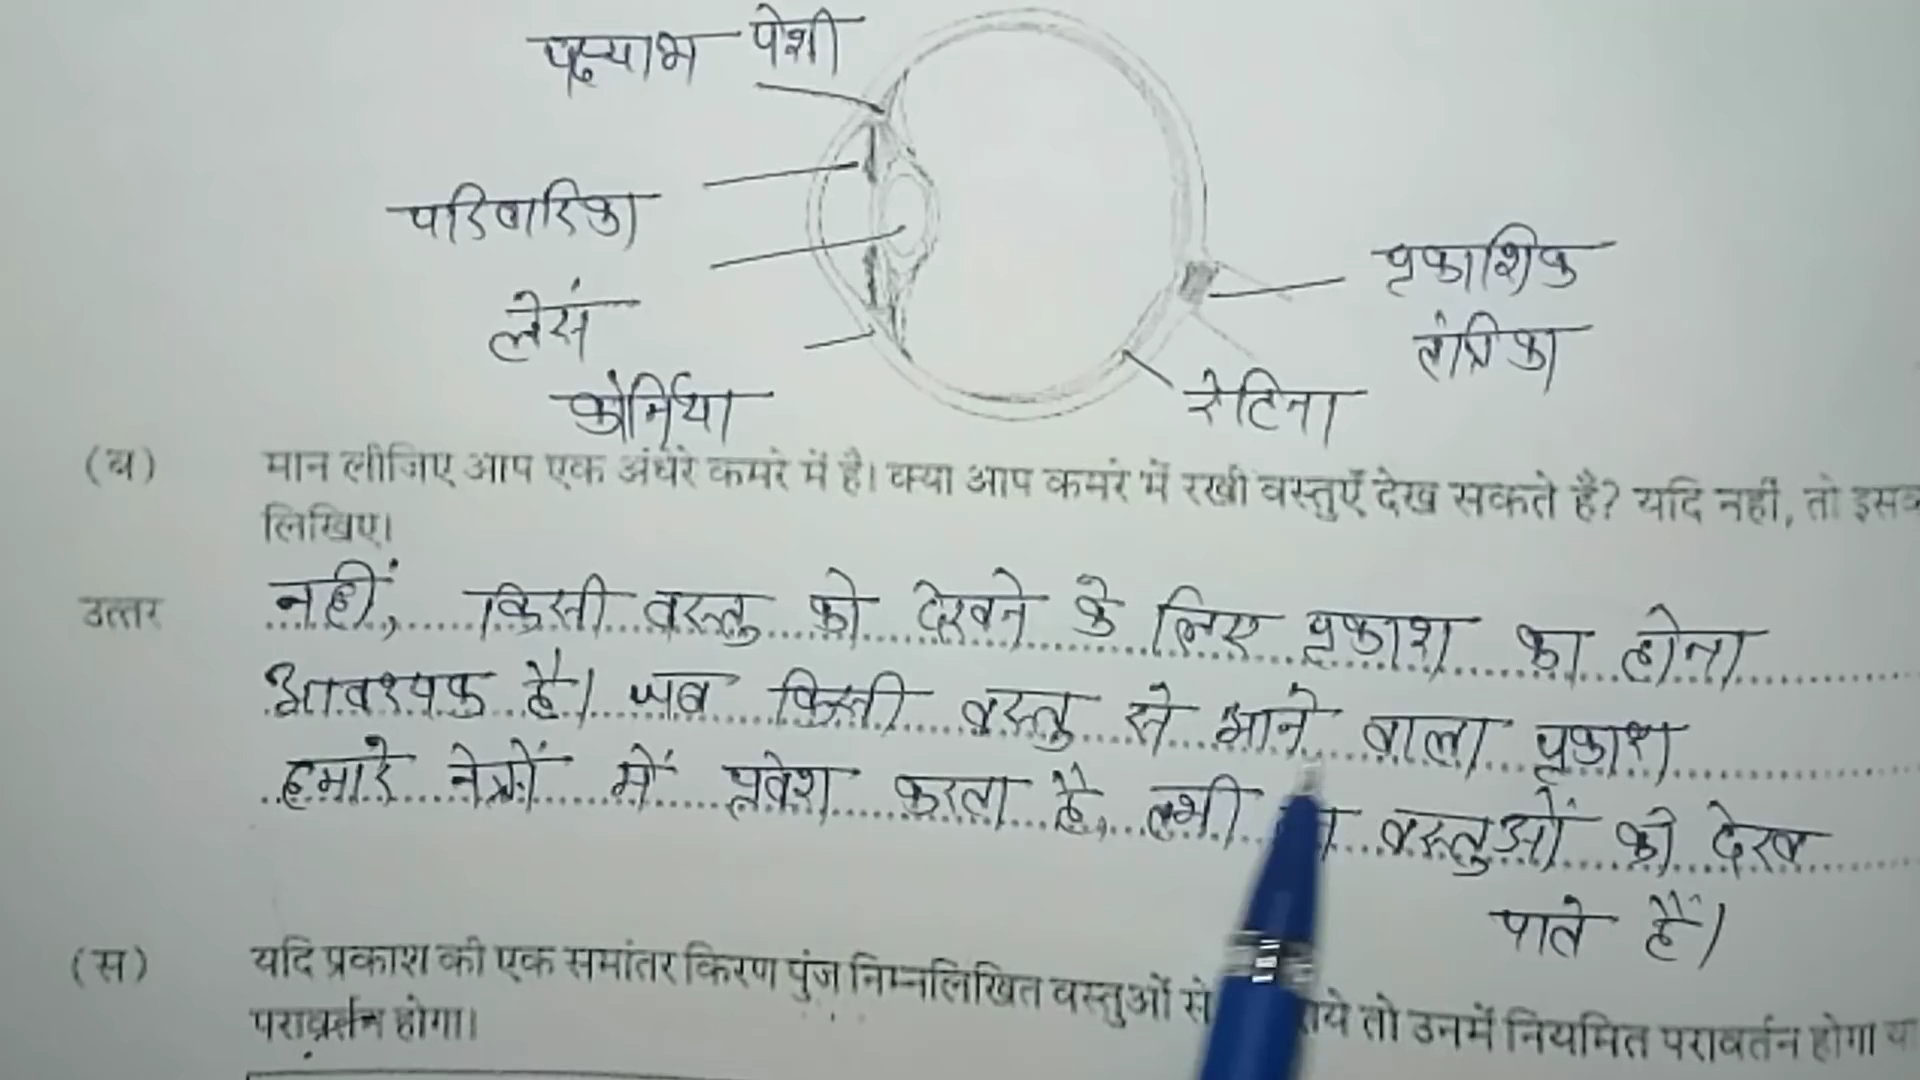 पक्ष्याभ पेशी
परितारिका
लेंस
कोर्निया
प्रकाशिक
तंत्रिका
रेटिना
(ब) मान लीजिए आप एक अंधेरे कमरे में है। क्या आप कमरे में रखी वस्तुएँ देख सकते है? यदि नहीं, तो
लिखिए।
उत्तर नहीं, किसी वस्तु को देखने के लिए प्रकाश का होना
आवश्यक है। जब किसी वस्तु से आने वाला प्रकाश
हमारे नेत्रों में प्रवेश करता है, तभी वस्तुओं को देख
पाते हैं।
(स) यदि प्रकाश की एक समांतर किरण पुंज निम्नलिखित वस्तुओं से तो उनमें नियमित परावर्तन होगा या
परावर्तन होगा।